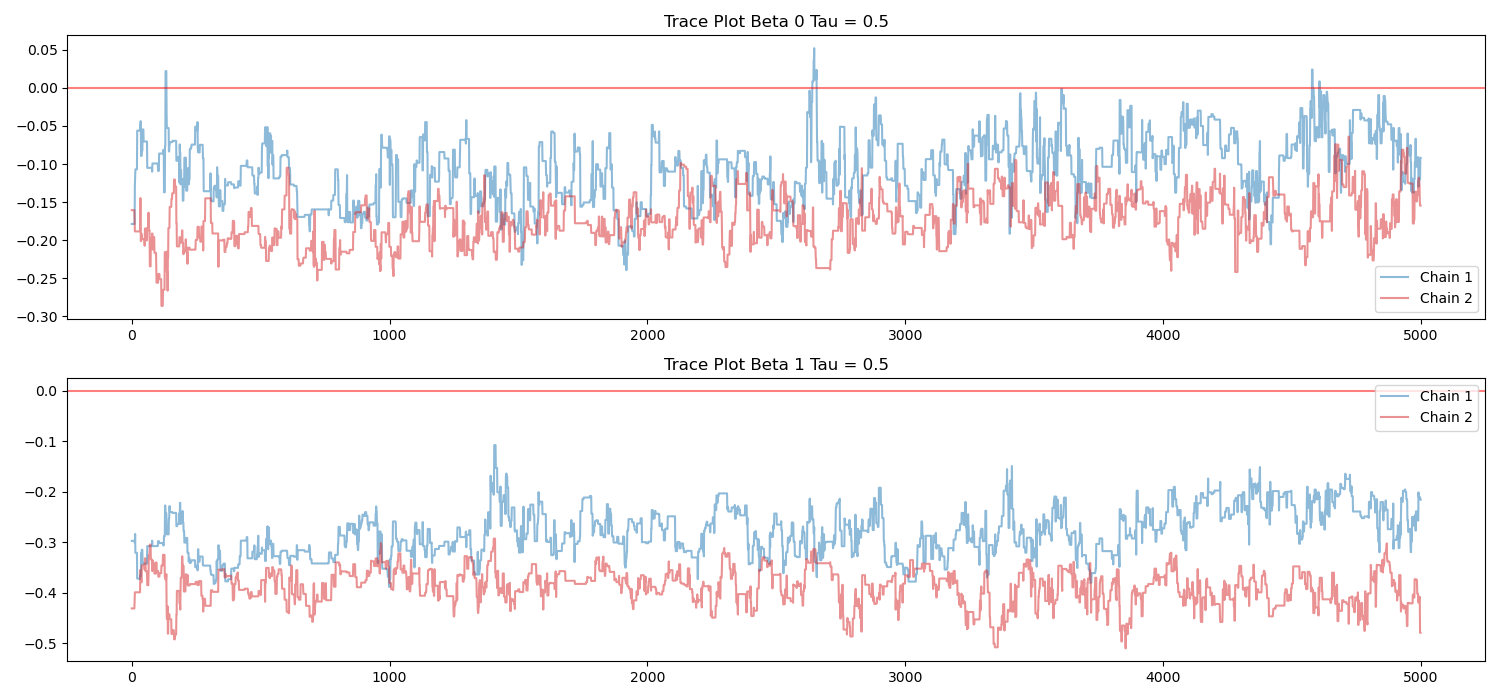 Trace Plot Beta 0 Tau = 0.5
0.05
0.00
−0.05
−0.10
−0.15
−0.20
−0.25
−0.30
Chain 1
Chain 2
0 1000 2000 3000 4000 5000
Trace Plot Beta 1 Tau = 0.5
0.0
−0.1
−0.2
−0.3
−0.4
−0.5
Chain 1
Chain 2
0 1000 2000 3000 4000 5000